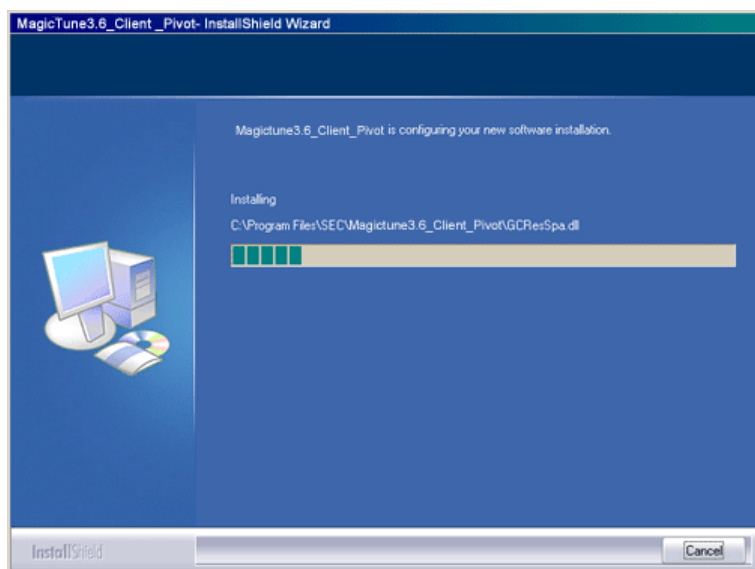 MagicTune3.6_Client _Pivot- InstallShield Wizard
Magictune3.6_Client_Pivot is configuring your new software installation.
Installing
C:\Program Files\SEC\Magictune3.6_Client_Pivot\GCResSpa.dll
InstallShield
Cancel